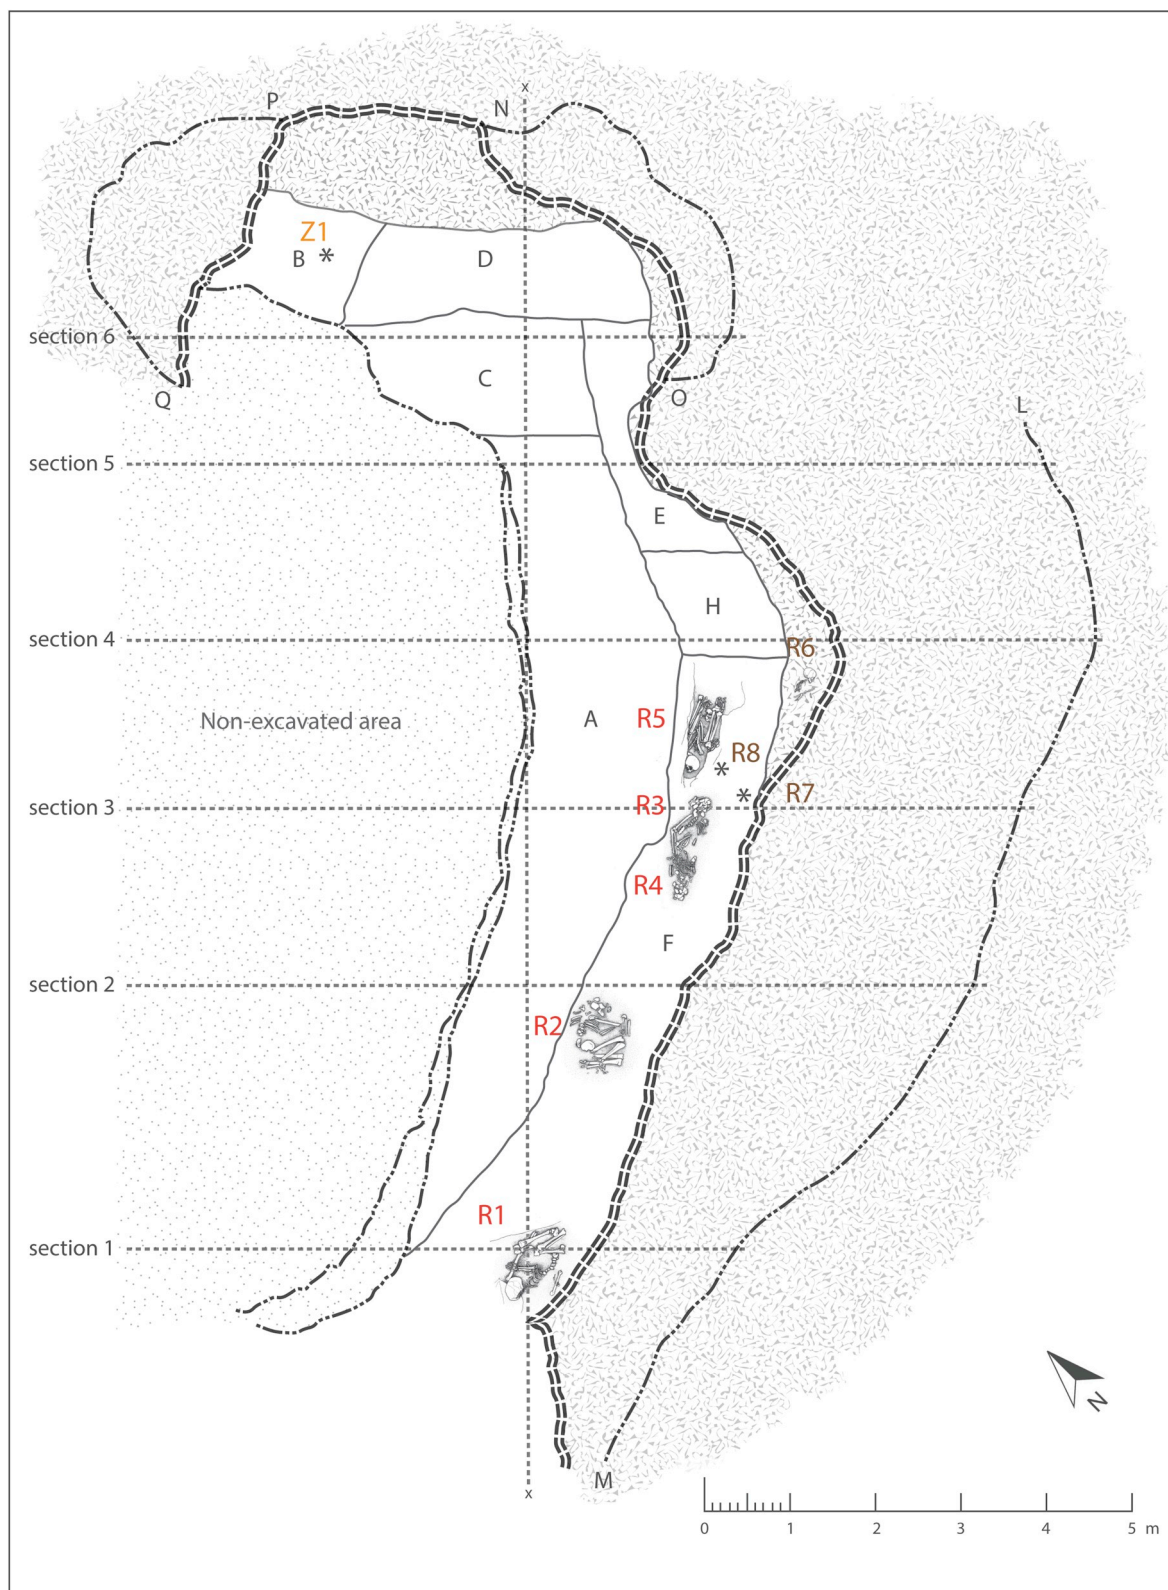 x
P
N
Z1
B *
D
section 6
C
Q
O
L
section 5
E
H
section 4
R6
Non-excavated area
A
R5
R8
*
R7
*
R3
section 3
R4
F
section 2
R2
R1
section 1
N
M
x
0 1 2 3 4 5 m